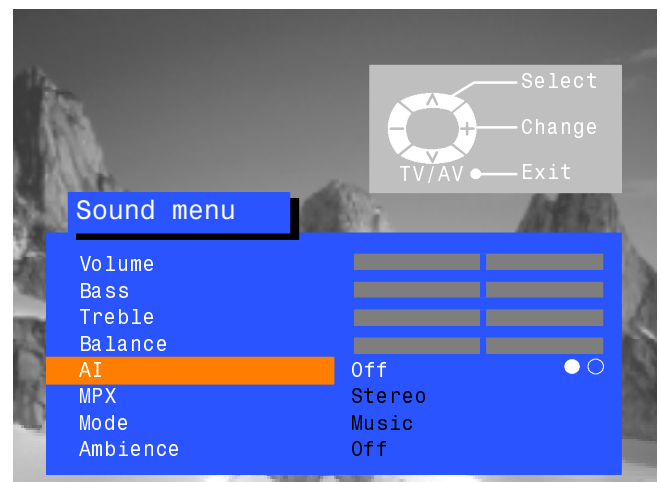 Select
Change
TV/AV Exit
Sound menu
Volume
Bass
Treble
Balance
AI Off
MPX Stereo
Mode Music
Ambience Off